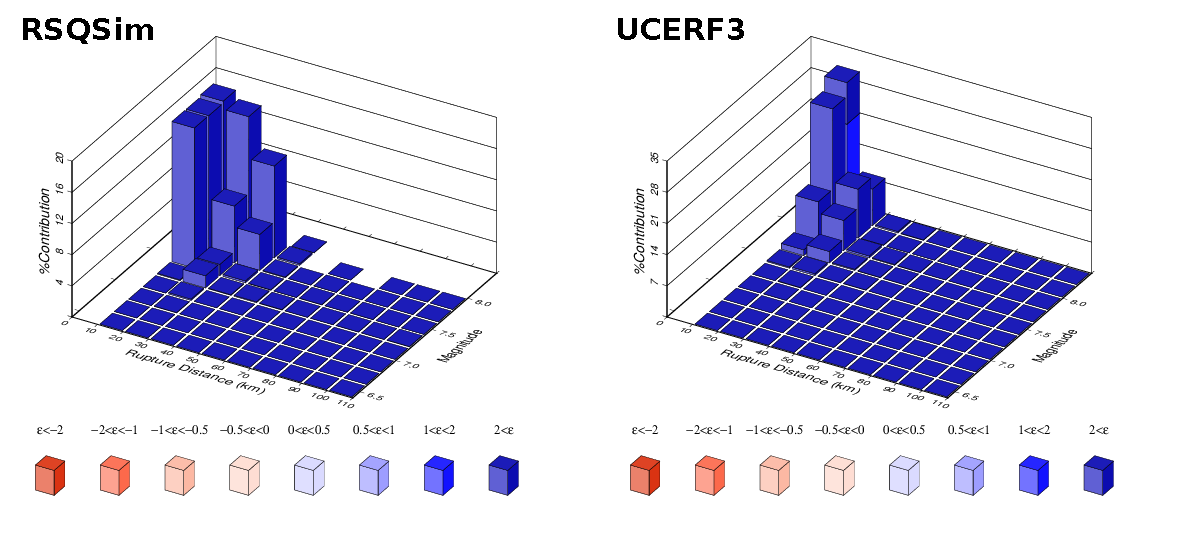 RSQSim
%Contribution
20
16
12
8
4
0
10
20
30
40
50
60
70
80
90
100
110
Rupture Distance (km)
6.5
7.0
7.5
8.0
Magnitude
ε<−2
−2<ε<−1
−1<ε<−0.5
−0.5<ε<0
0<ε<0.5
0.5<ε<1
1<ε<2
2<ε
UCERF3
%Contribution
35
28
21
14
7
0
10
20
30
40
50
60
70
80
90
100
110
Rupture Distance (km)
6.5
7.0
7.5
8.0
Magnitude
ε<−2
−2<ε<−1
−1<ε<−0.5
−0.5<ε<0
0<ε<0.5
0.5<ε<1
1<ε<2
2<ε